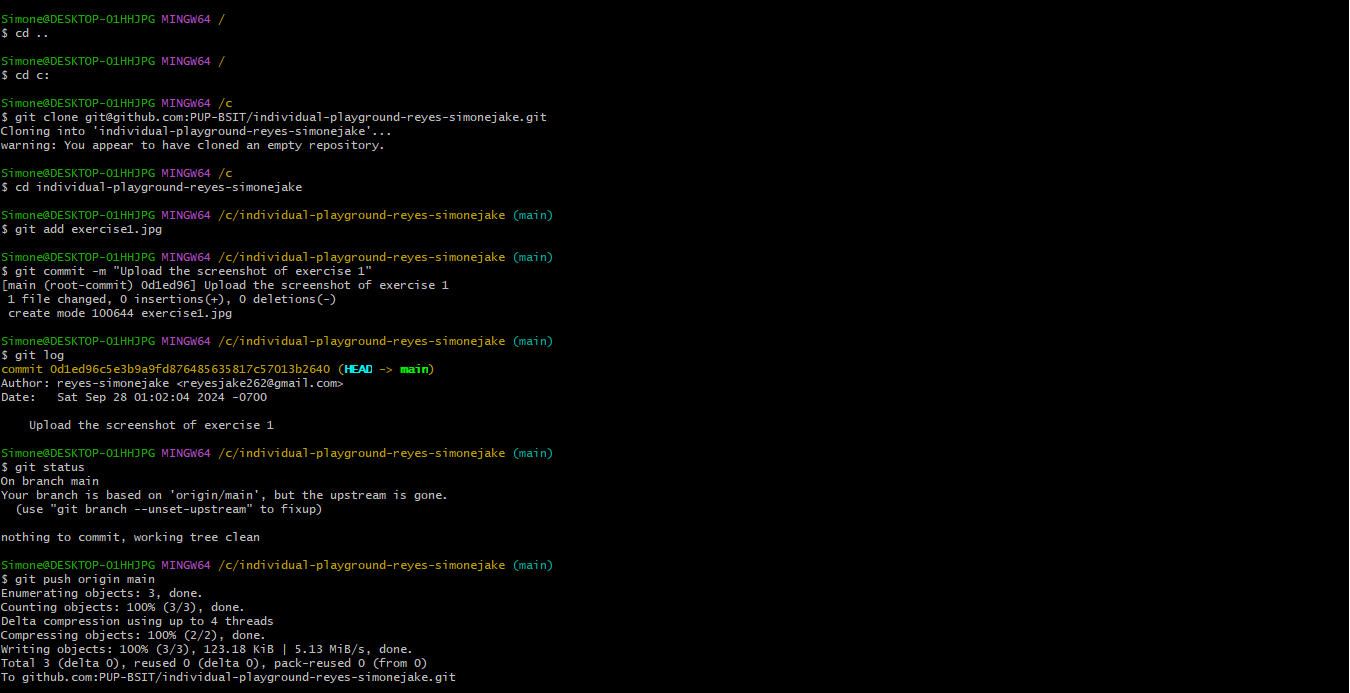 Simone@DESKTOP-O1HHJPG MINGW64 /
$ cd ..
Simone@DESKTOP-O1HHJPG MINGW64 /
$ cd c:
Simone@DESKTOP-O1HHJPG MINGW64 /c
$ git clone git@github.com:PUP-BSIT/individual-playground-reyes-simonejake.git
Cloning into 'individual-playground-reyes-simonejake'...
warning: You appear to have cloned an empty repository.
Simone@DESKTOP-O1HHJPG MINGW64 /c
$ cd individual-playground-reyes-simonejake
Simone@DESKTOP-O1HHJPG MINGW64 /c/individual-playground-reyes-simonejake (main)
$ git add exercise1.jpg
Simone@DESKTOP-O1HHJPG MINGW64 /c/individual-playground-reyes-simonejake (main)
$ git commit -m "Upload the screenshot of exercise 1"
[main (root-commit) 0d1ed96] Upload the screenshot of exercise 1
 1 file changed, 0 insertions(+), 0 deletions(-)
 create mode 100644 exercise1.jpg
Simone@DESKTOP-O1HHJPG MINGW64 /c/individual-playground-reyes-simonejake (main)
$ git log
commit 0d1ed96c5e3b9a9fd876485635817c57013b2640 (HEAD -> main)
Author: reyes-simonejake <reyesjake262@gmail.com>
Date:   Sat Sep 28 01:02:04 2024 -0700
    Upload the screenshot of exercise 1
Simone@DESKTOP-O1HHJPG MINGW64 /c/individual-playground-reyes-simonejake (main)
$ git status
On branch main
Your branch is based on 'origin/main', but the upstream is gone.
  (use "git branch --unset-upstream" to fixup)
nothing to commit, working tree clean
Simone@DESKTOP-O1HHJPG MINGW64 /c/individual-playground-reyes-simonejake (main)
$ git push origin main
Enumerating objects: 3, done.
Counting objects: 100% (3/3), done.
Delta compression using up to 4 threads
Compressing objects: 100% (2/2), done.
Writing objects: 100% (3/3), 123.18 KiB | 5.13 MiB/s, done.
Total 3 (delta 0), reused 0 (delta 0), pack-reused 0 (from 0)
To github.com:PUP-BSIT/individual-playground-reyes-simonejake.git